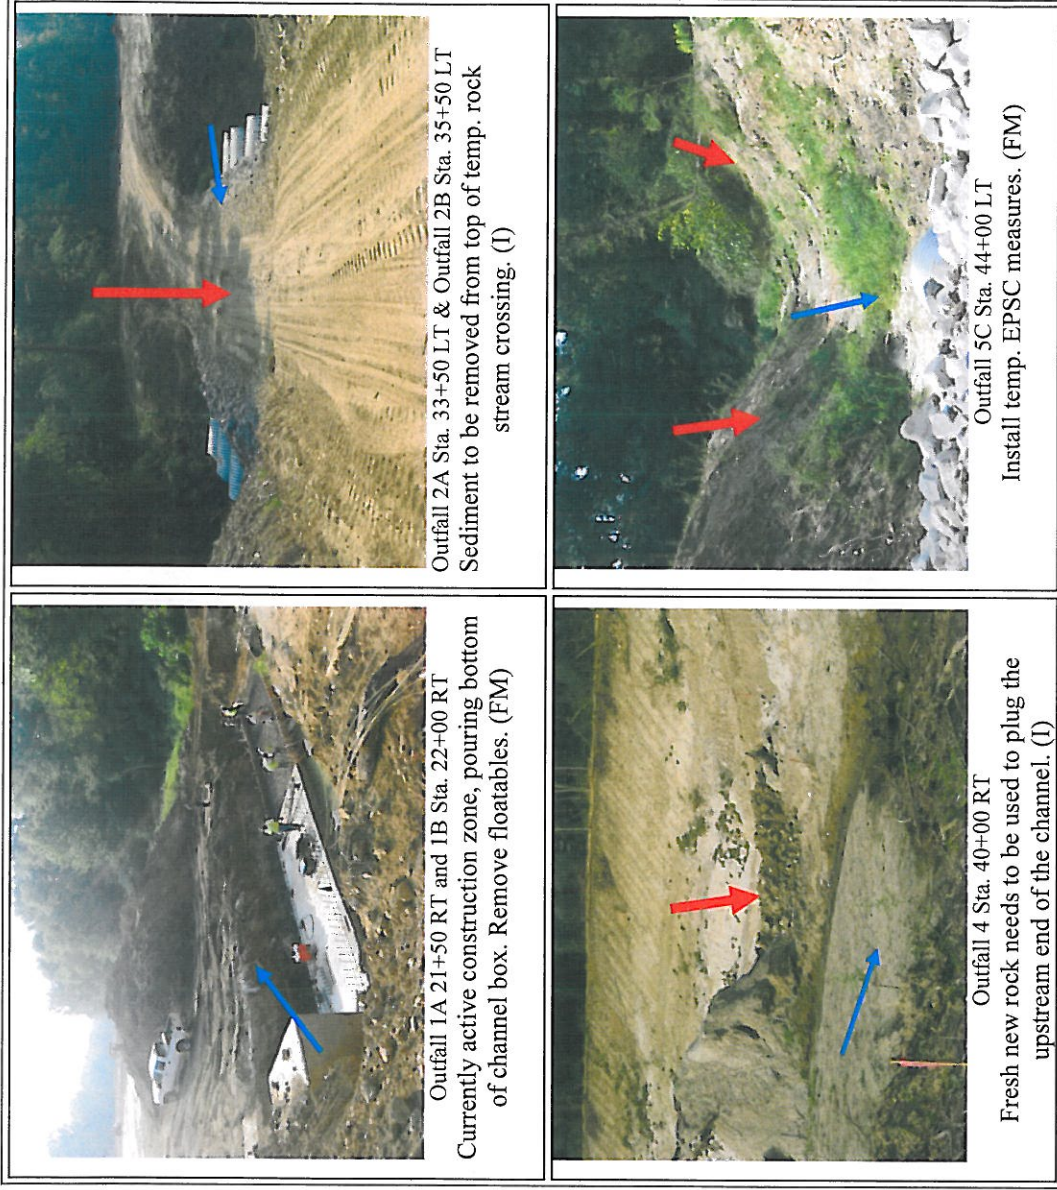 Outfall 1A 21+50 RT and 1B Sta. 22+00 RT
Currently active construction zone, pouring bottom
of channel box. Remove floatables. (FM)
Outfall 2A Sta. 33+50 LT & Outfall 2B Sta. 35+50 LT
Sediment to be removed from top of temp. rock
stream crossing. (I)
Outfall 4 Sta. 40+00 RT
Fresh new rock needs to be used to plug the
upstream end of the channel. (I)
Outfall 5C Sta. 44+00 LT
Install temp. EPSC measures. (FM)